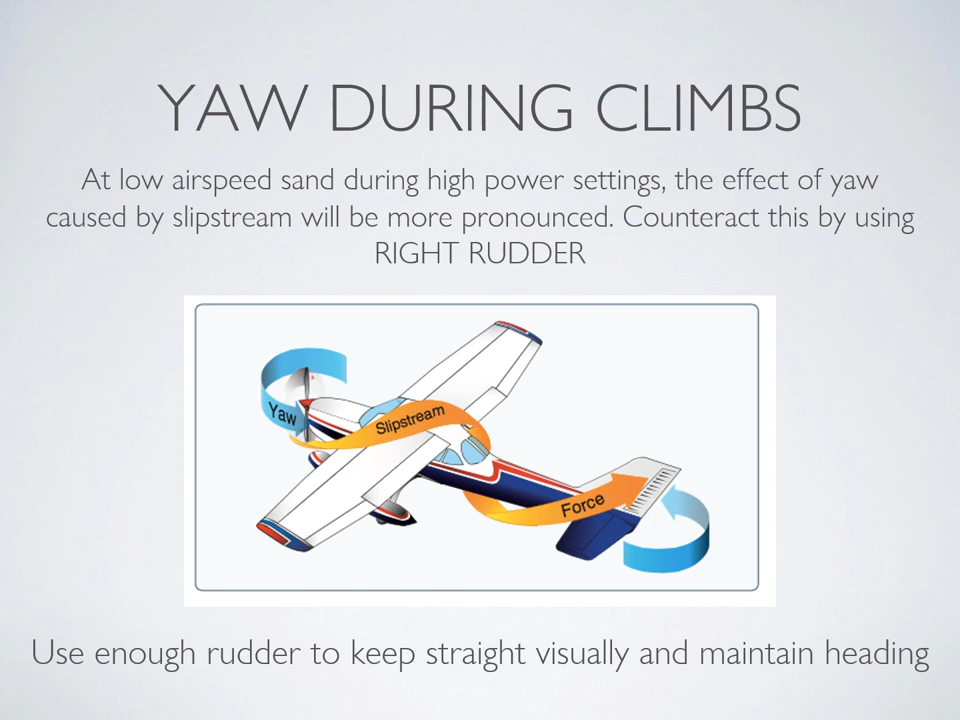 YAW DURING CLIMBS
At low airspeed sand during high power settings, the effect of yaw
caused by slipstream will be more pronounced. Counteract this by using
RIGHT RUDDER
Yaw
Slipstream
Force
Use enough rudder to keep straight visually and maintain heading